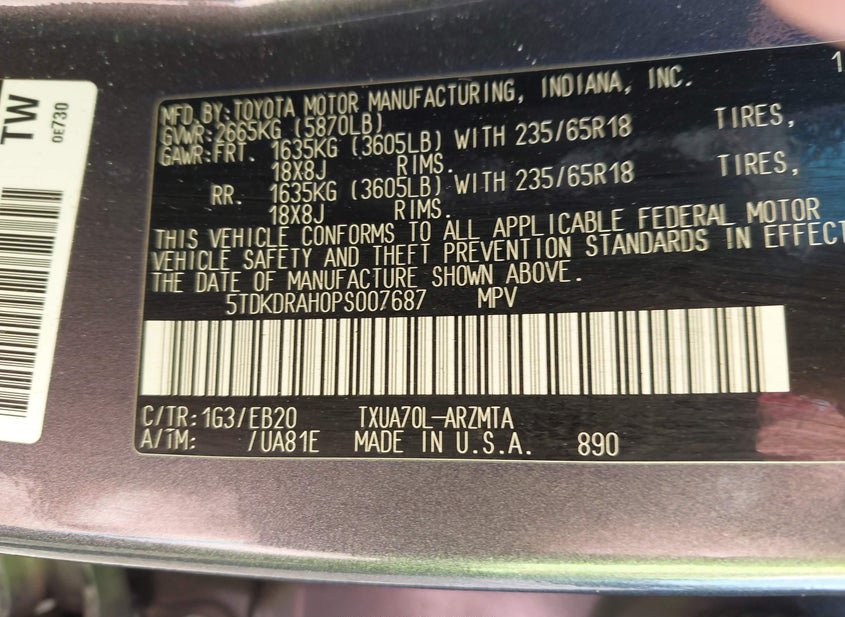 TW
0E730
1
MFD.BY:TOYOTA MOTOR MANUFACTURING, INDIANA, INC.
GVWR:2665KG (5870LB)
GAWR:FRT 1635KG (3605LB) WITH 235/65R18 TIRES,
18X8J RIMS.
RR. 1635KG (3605LB) WITH 235/65R18 TIRES,
18X8J RIMS.
THIS VEHICLE CONFORMS TO ALL APPLICABLE FEDERAL MOTOR
VEHICLE SAFETY AND THEFT PREVENTION STANDARDS IN EFFECT
THE DATE OF MANUFACTURE SHOWN ABOVE.
5TDKDRAH0PS007687 MPV
C/TR:1G3/EB20 TXUA70L-ARZMTA
A/TM: /UA81E MADE IN U.S.A. 890